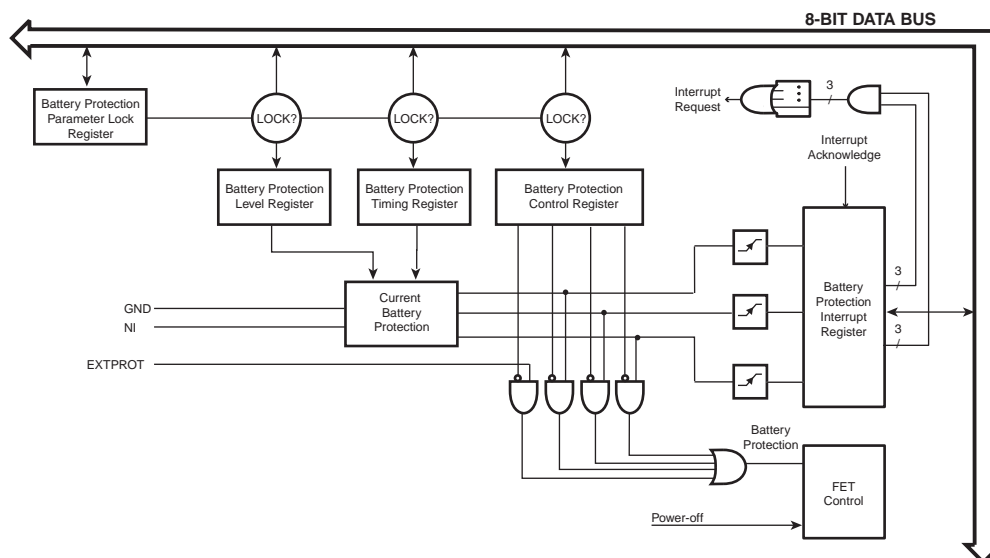 8-BIT DATA BUS
Battery Protection
Parameter Lock
Register
LOCK?
LOCK?
LOCK?
Interrupt
Request
3
Interrupt
Acknowledge
Battery Protection
Level Register
Battery Protection
Timing Register
Battery Protection
Control Register
Current
Battery
Protection
GND
NI
EXTPROT
3
Battery
Protection
Interrupt
Register
3
Battery
Protection
FET
Control
Power-off